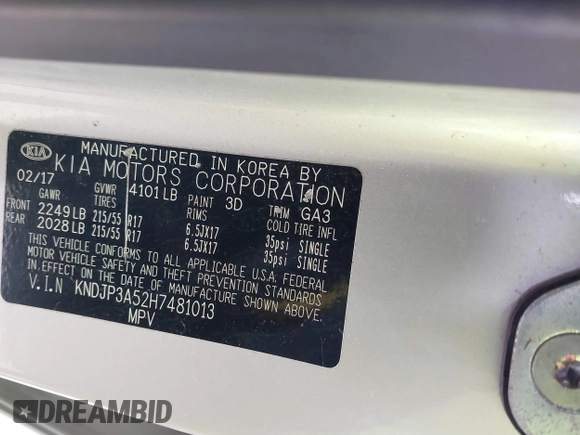 KIA MANUFACTURED IN KOREA BY
KIA MOTORS CORPORATION
02/17 GVWR 4101 LB PAINT 3D TRIM GA3
GAWR TIRES RIMS COLD TIRE INFL
FRONT 2249 LB 215/55 R17 6.5JX17 35psi SINGLE
REAR 2028 LB 215/55 R17 6.5JX17 35psi SINGLE
THIS VEHICLE CONFORMS TO ALL APPLICABLE U.S.A. FEDERAL
MOTOR VEHICLE SAFETY AND THEFT PREVENTION STANDARDS
IN EFFECT ON THE DATE OF MANUFACTURE SHOWN ABOVE.
V.I.N KNDJP3A52H7481013
MPV
DREAMBID